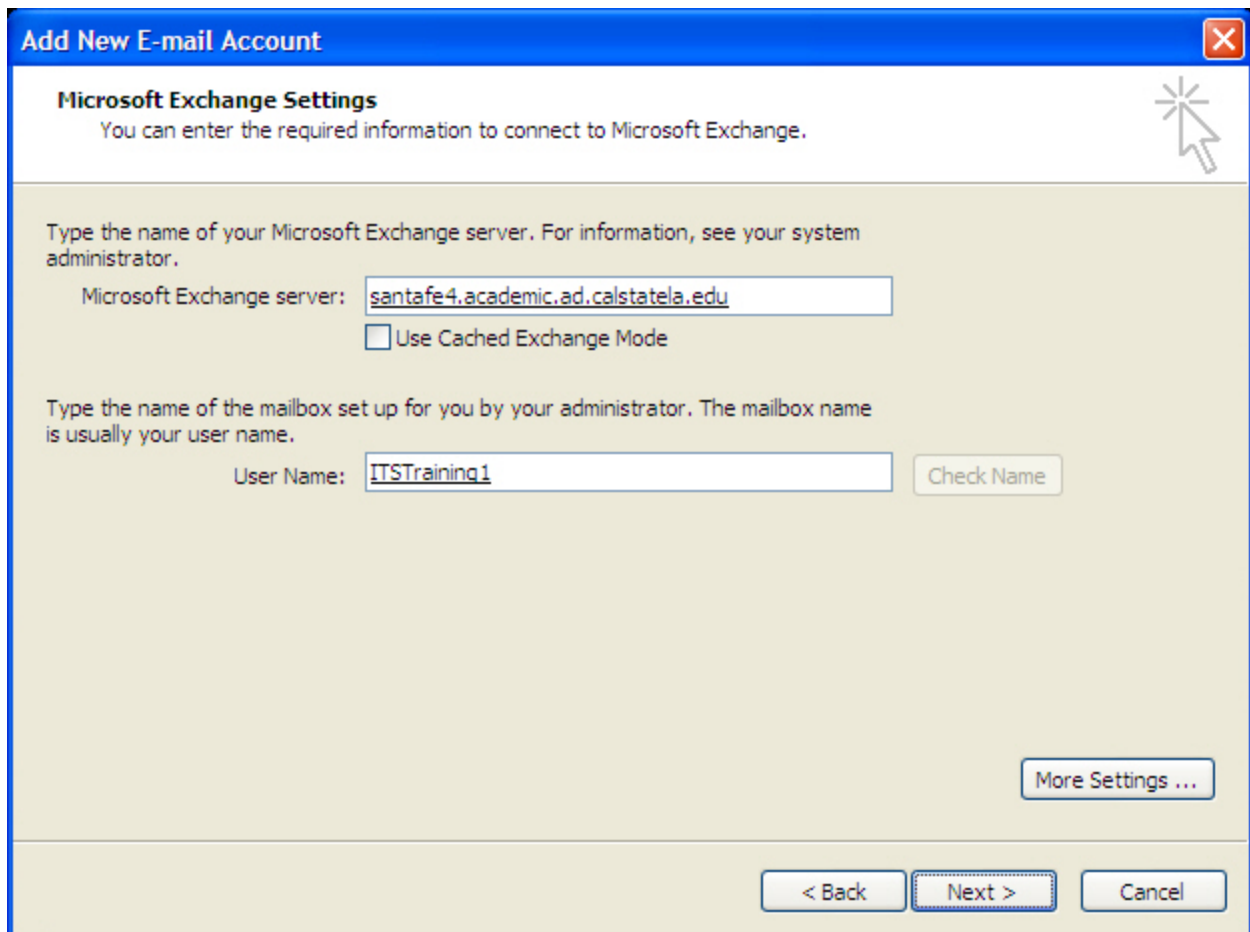 Add New E-mail Account
Microsoft Exchange Settings
You can enter the required information to connect to Microsoft Exchange.
Type the name of your Microsoft Exchange server. For information, see your system
administrator.
Microsoft Exchange server: santafe4.academic.ad.calstatela.edu
Use Cached Exchange Mode
Type the name of the mailbox set up for you by your administrator. The mailbox name
is usually your user name.
User Name: ITSTraining1 Check Name
More Settings ...
< Back Next > Cancel